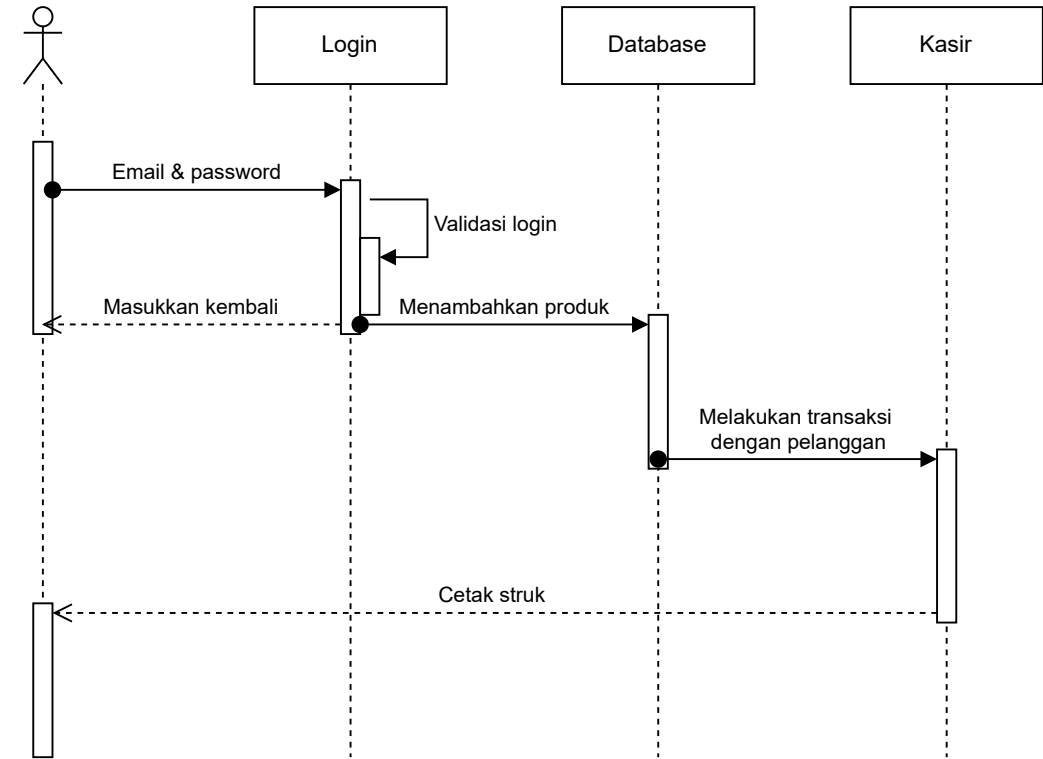 Login
Database
Kasir
Email & password
Validasi login
Masukkan kembali
Menambahkan produk
Melakukan transaksi
dengan pelanggan
Cetak struk